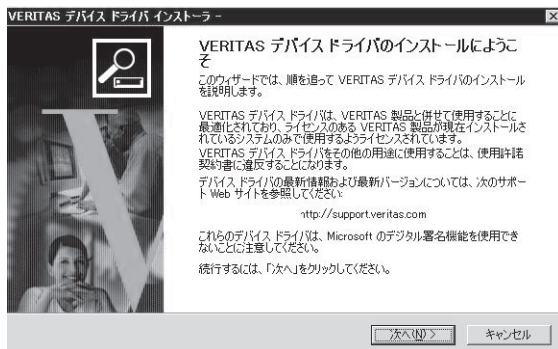 VERITAS デバイス ドライバ インストーラ -
VERITAS デバイス ドライバのインストールにようこ
そ
このウィザードでは、順を追って VERITAS デバイス ドライバのインストール
を説明します。
VERITAS デバイス ドライバは、VERITAS 製品と併せて使用することに
最適化されており、ライセンスのある VERITAS 製品が現在インストールさ
れているシステムのみで使用するようライセンスされています。
VERITAS デバイス ドライバをその他の用途に使用することは、使用許諾
契約書に違反することになります。
デバイス ドライバの最新情報および最新バージョンについては、次のサポー
ト Web サイトを参照してください:
http://support.veritas.com
これらのデバイス ドライバは、Microsoft のデジタル署名機能を使用でき
ないことに注意してください。
続行するには、「次へ」をクリックしてください。
次へ(N) >
キャンセル